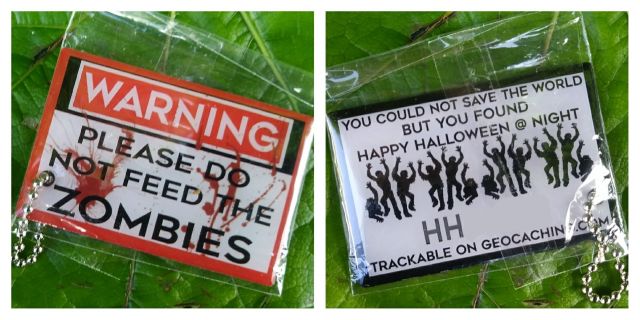 WARNING
PLEASE DO
NOT FEED THE
ZOMBIES
YOU COULD NOT SAVE THE WORLD
BUT YOU FOUND
HAPPY HALLOWEEN @ NIGHT
HH
TRACKABLE ON GEOCACHING.COM